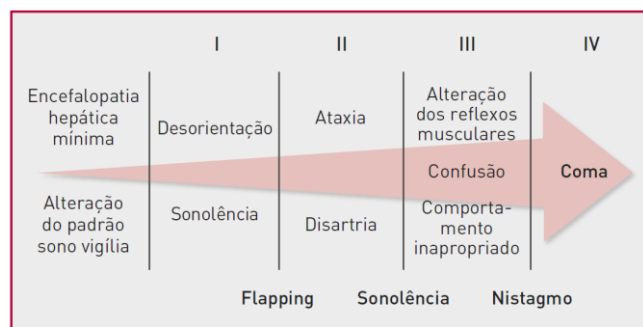 I II III IV
Encefalopatia
hepática
mínima
Alteração
do padrão
sono vigília
Desorientação
Sonolência
Ataxia
Disartria
Alteração
dos reflexos
musculares
Confusão
Comporta-
mento
inapropriado
Coma
Flapping Sonolência Nistagmo